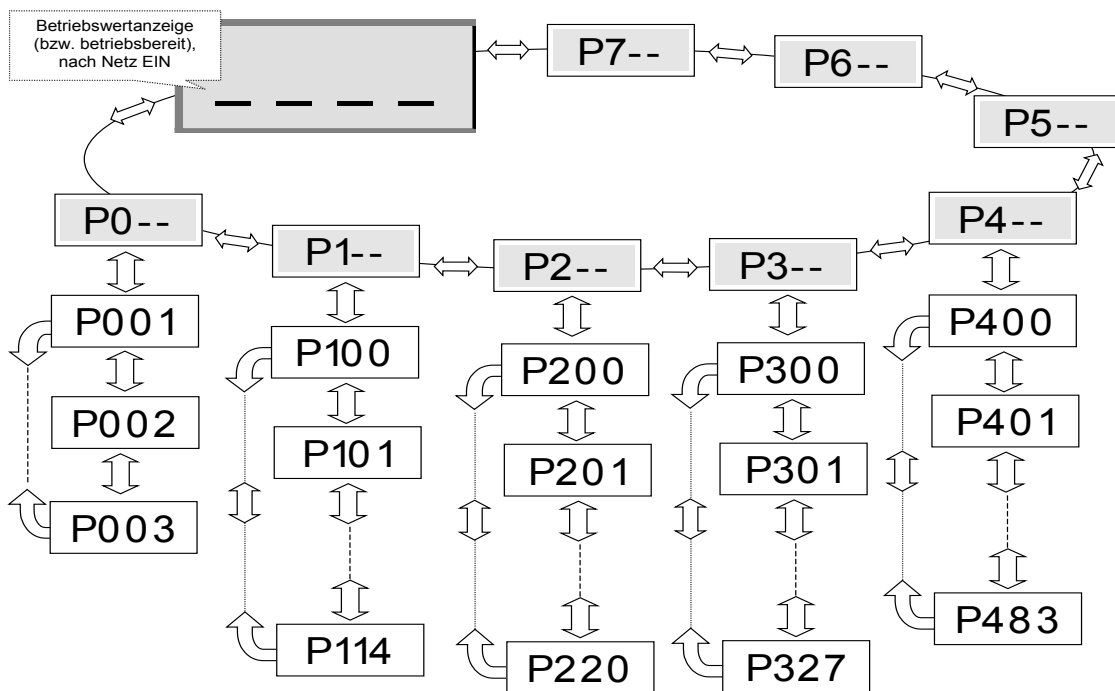 Betriebswertanzeige
(bzw. betriebsbereit),
nach Netz EIN
_ _ _ _
P7--
P6--
P5--
P0--
P1--
P2--
P3--
P4--
P001
P100
P200
P300
P400
P002
P101
P201
P301
P401
P003
P114
P220
P327
P483